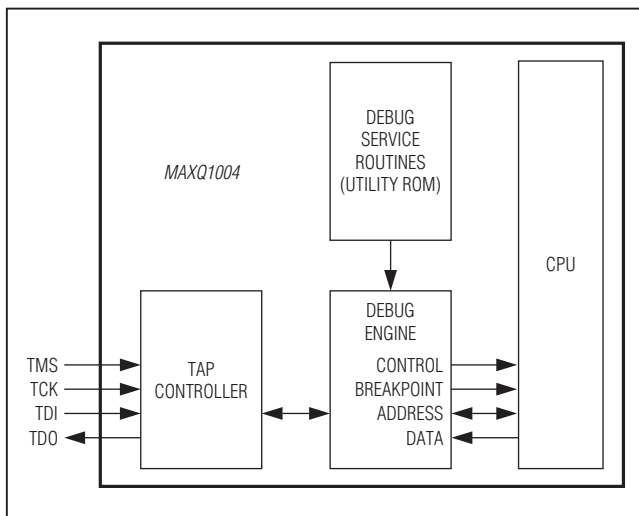 DEBUG
SERVICE
ROUTINES
(UTILITY ROM)
MAXQ1004
CPU
DEBUG
ENGINE
TMS
TCK
TDI
TDO
TAP
CONTROLLER
CONTROL
BREAKPOINT
ADDRESS
DATA